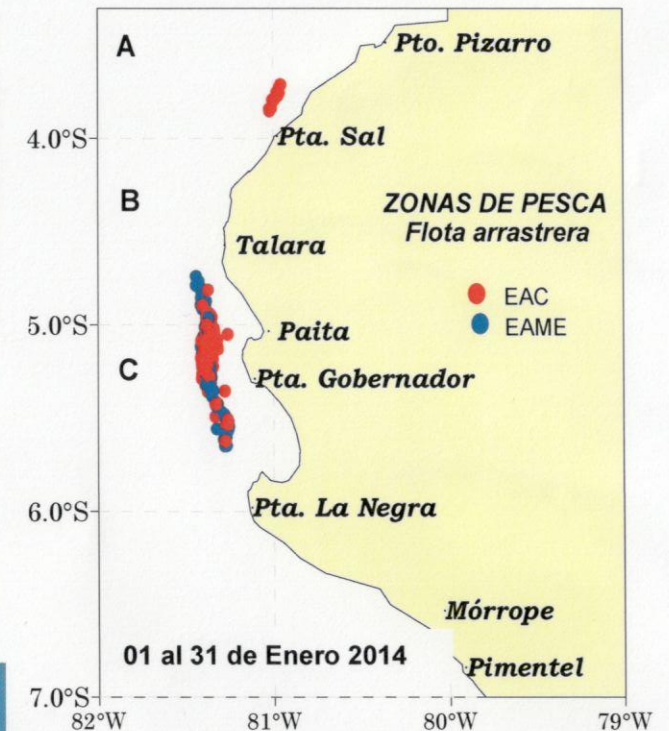 A
Pto. Pizarro
4.0°S
Pta. Sal
B
ZONAS DE PESCA
Flota arrastrera
Talara
EAC
5.0°S
Paita
EAME
C
Pta. Gobernador
6.0°S
Pta. La Negra
Mórrope
01 al 31 de Enero 2014
Pimentel
7.0°S
82°W
81°W
80°W
79°W